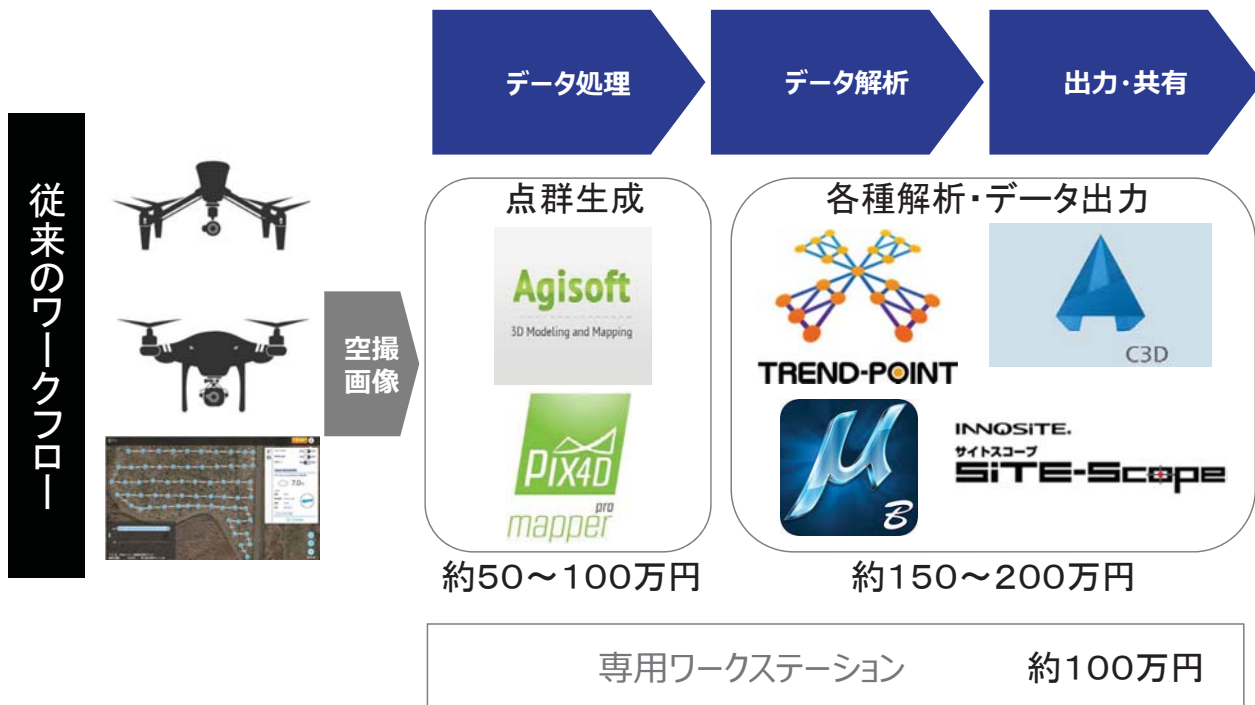 データ処理
データ解析
出力・共有
従来のワークフロー
空撮
画像
点群生成
Agisoft
3D Modeling and Mapping
PIX4D
pro
mapper
各種解析・データ出力
TREND-POINT
C3D
μ
B
INNOSiTE.
サイトスコープ
SiTE-Scope
約50～100万円
約150～200万円
専用ワークステーション 約100万円